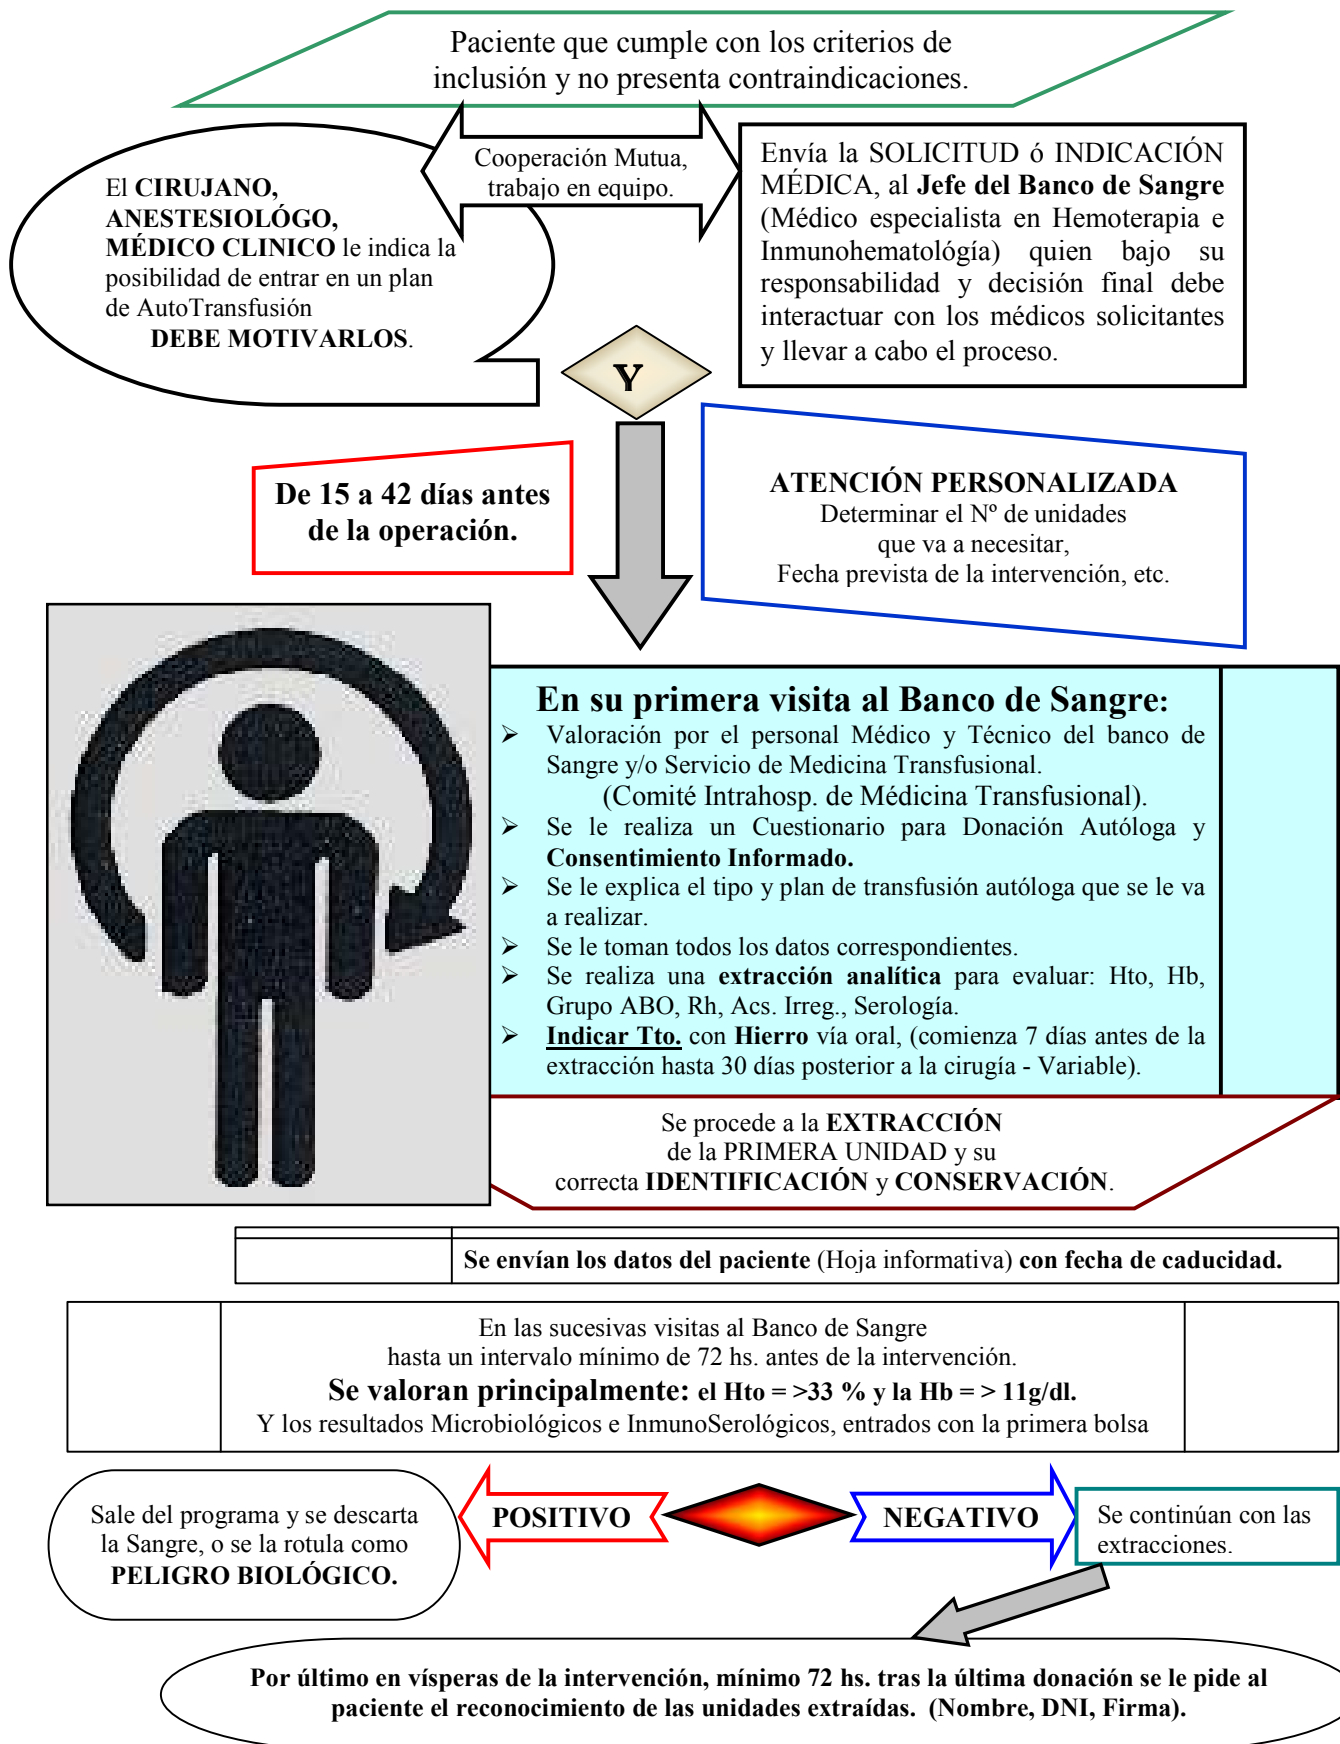 Paciente que cumple con los criterios de
inclusión y no presenta contraindicaciones.
Cooperación Mutua,
trabajo en equipo.
El CIRUJANO,
ANESTESIOLÓGO,
MÉDICO CLINICO le indica la
posibilidad de entrar en un plan
de AutoTransfusión
DEBE MOTIVARLOS.
Envía la SOLICITUD ó INDICACIÓN
MÉDICA, al Jefe del Banco de Sangre
(Médico especialista en Hemoterapia e
Inmunohematológía) quien bajo su
responsabilidad y decisión final debe
interactuar con los médicos solicitantes
y llevar a cabo el proceso.
Y
De 15 a 42 días antes
de la operación.
ATENCIÓN PERSONALIZADA
Determinar el Nº de unidades
que va a necesitar,
Fecha prevista de la intervención, etc.
En su primera visita al Banco de Sangre:
➢ Valoración por el personal Médico y Técnico del banco de
Sangre y/o Servicio de Medicina Transfusional.
(Comité Intrahosp. de Médicina Transfusional).
➢ Se le realiza un Cuestionario para Donación Autóloga y
Consentimiento Informado.
➢ Se le explica el tipo y plan de transfusión autóloga que se le va
a realizar.
➢ Se le toman todos los datos correspondientes.
➢ Se realiza una extracción analítica para evaluar: Hto, Hb,
Grupo ABO, Rh, Acs. Irreg., Serología.
➢ Indicar Tto. con Hierro vía oral, (comienza 7 días antes de la
extracción hasta 30 días posterior a la cirugía - Variable).
Se procede a la EXTRACCIÓN
de la PRIMERA UNIDAD y su
correcta IDENTIFICACIÓN y CONSERVACIÓN.
Se envían los datos del paciente (Hoja informativa) con fecha de caducidad.
En las sucesivas visitas al Banco de Sangre
hasta un intervalo mínimo de 72 hs. antes de la intervención.
Se valoran principalmente: el Hto = >33 % y la Hb = > 11g/dl.
Y los resultados Microbiológicos e InmunoSerológicos, entrados con la primera bolsa
Sale del programa y se descarta
la Sangre, o se la rotula como
PELIGRO BIOLÓGICO.
POSITIVO
NEGATIVO
Se continúan con las
extracciones.
Por último en vísperas de la intervención, mínimo 72 hs. tras la última donación se le pide al
paciente el reconocimiento de las unidades extraídas. (Nombre, DNI, Firma).